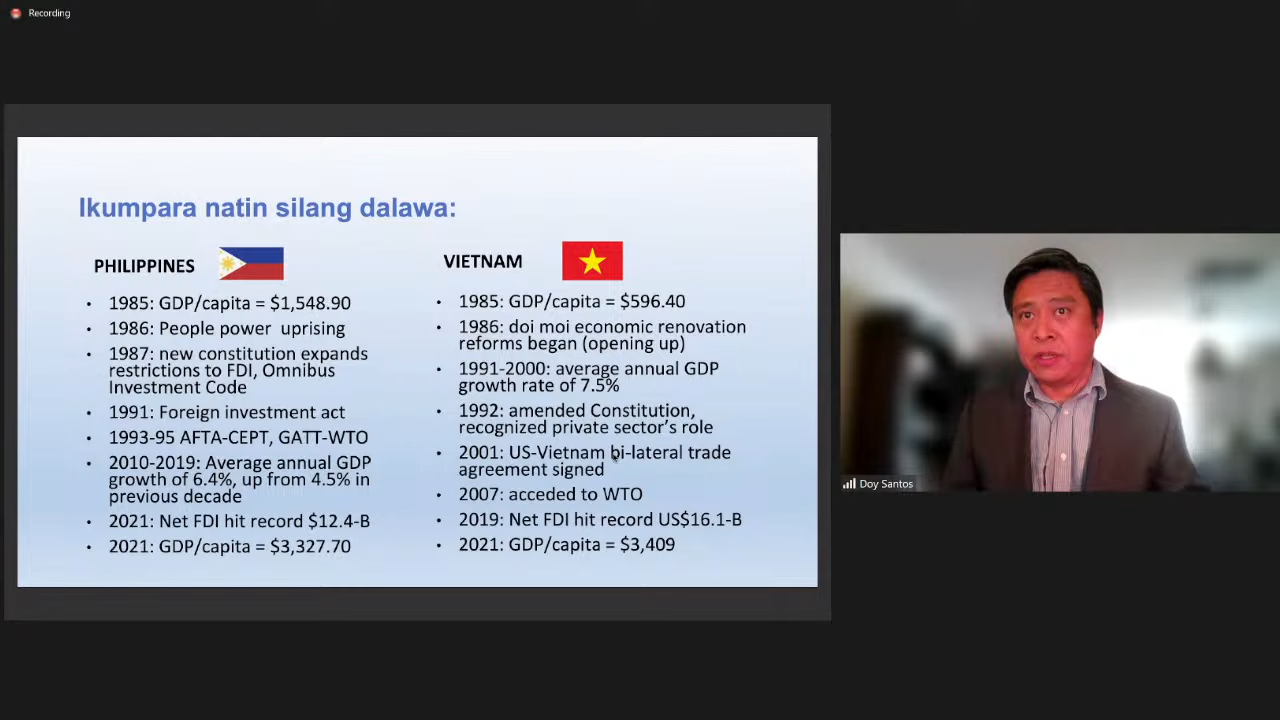 Recording
Ikumpara natin silang dalawa:
PHILIPPINES
• 1985: GDP/capita = $1,548.90
• 1986: People power uprising
• 1987: new constitution expands
restrictions to FDI, Omnibus
Investment Code
• 1991: Foreign investment act
• 1993-95 AFTA-CEPT, GATT-WTO
• 2010-2019: Average annual GDP
growth of 6.4%, up from 4.5% in
previous decade
• 2021: Net FDI hit record $12.4-B
• 2021: GDP/capita = $3,327.70
VIETNAM
• 1985: GDP/capita = $596.40
• 1986: doi moi economic renovation
reforms began (opening up)
• 1991-2000: average annual GDP
growth rate of 7.5%
• 1992: amended Constitution,
recognized private sector's role
• 2001: US-Vietnam bi-lateral trade
agreement signed
• 2007: acceded to WTO
• 2019: Net FDI hit record US$16.1-B
• 2021: GDP/capita = $3,409
Doy Santos